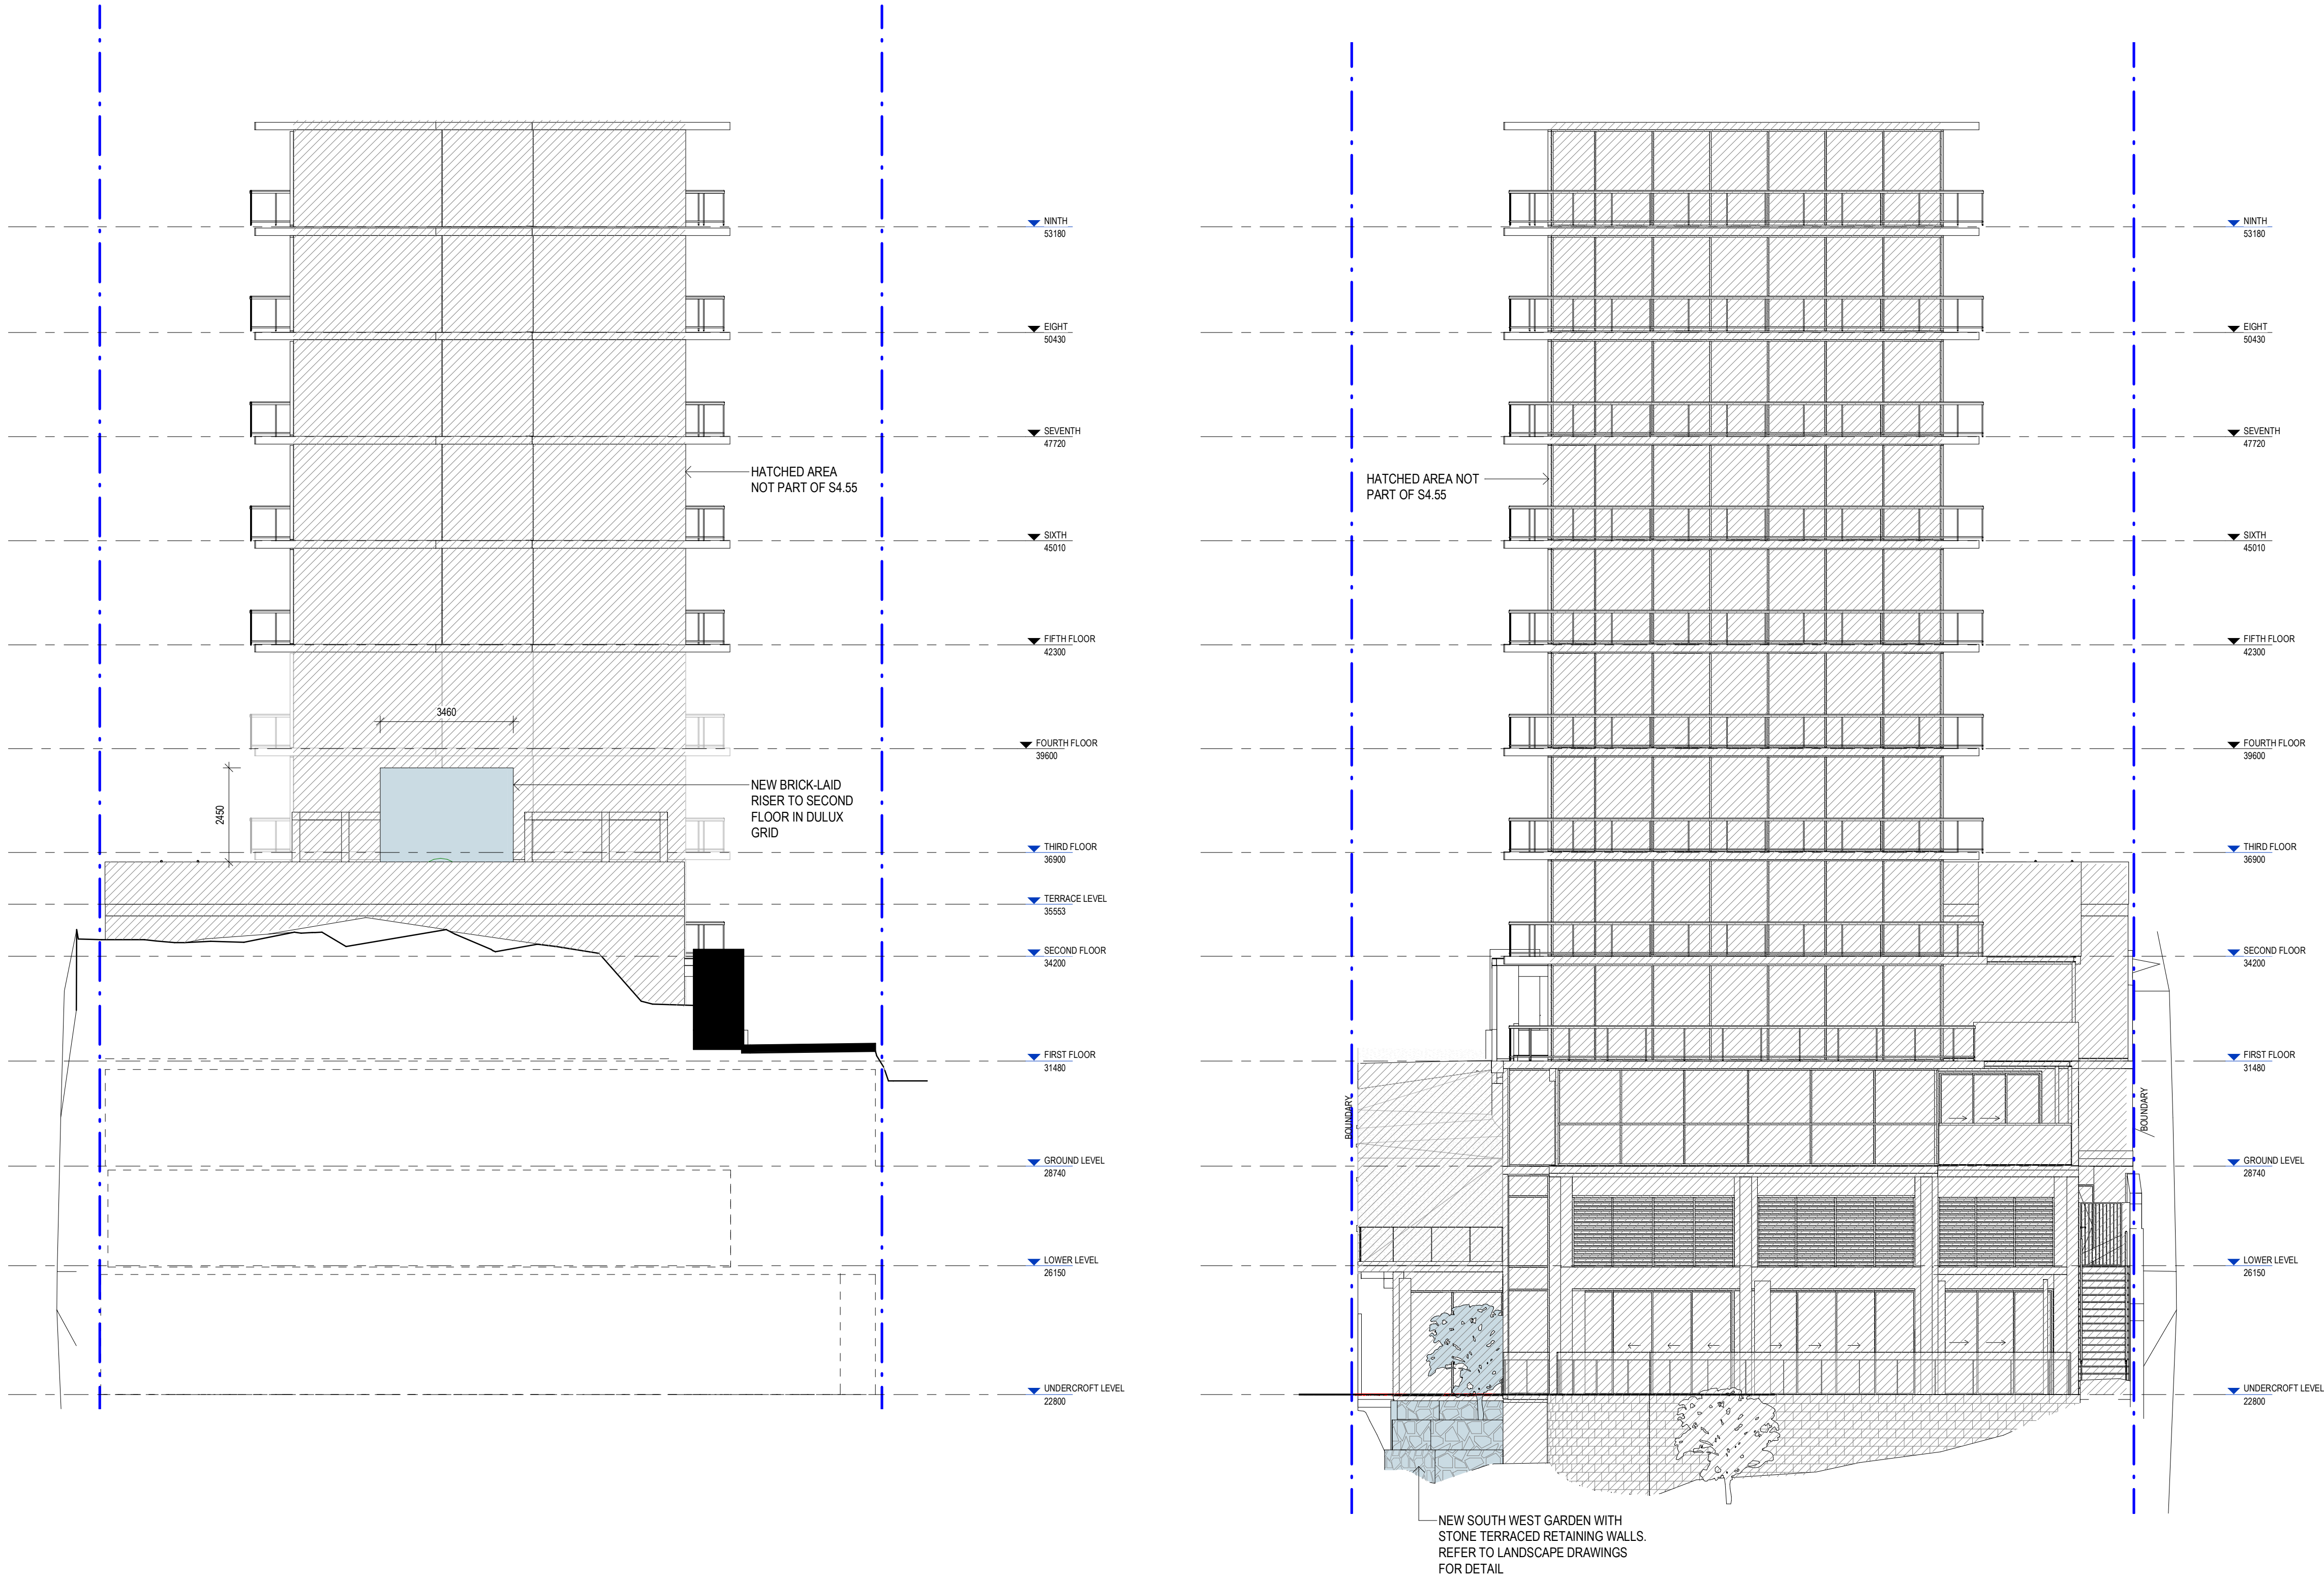 NINTH
53180
EIGHT
50430
SEVENTH
47720
HATCHED AREA
NOT PART OF S4.55
SIXTH
45010
FIFTH FLOOR
42300
3460
FOURTH FLOOR
39600
2450
NEW BRICK-LAID
RISER TO SECOND
FLOOR IN DULUX
GRID
THIRD FLOOR
36900
TERRACE LEVEL
35553
SECOND FLOOR
34200
FIRST FLOOR
31480
GROUND LEVEL
28740
LOWER LEVEL
26150
UNDERCROFT LEVEL
22800
NINTH
53180
EIGHT
50430
SEVENTH
47720
HATCHED AREA NOT
PART OF S4.55
SIXTH
45010
FIFTH FLOOR
42300
FOURTH FLOOR
39600
THIRD FLOOR
36900
SECOND FLOOR
34200
FIRST FLOOR
31480
BOUNDARY
BOUNDARY
GROUND LEVEL
28740
LOWER LEVEL
26150
UNDERCROFT LEVEL
22800
NEW SOUTH WEST GARDEN WITH
STONE TERRACED RETAINING WALLS.
REFER TO LANDSCAPE DRAWINGS
FOR DETAIL